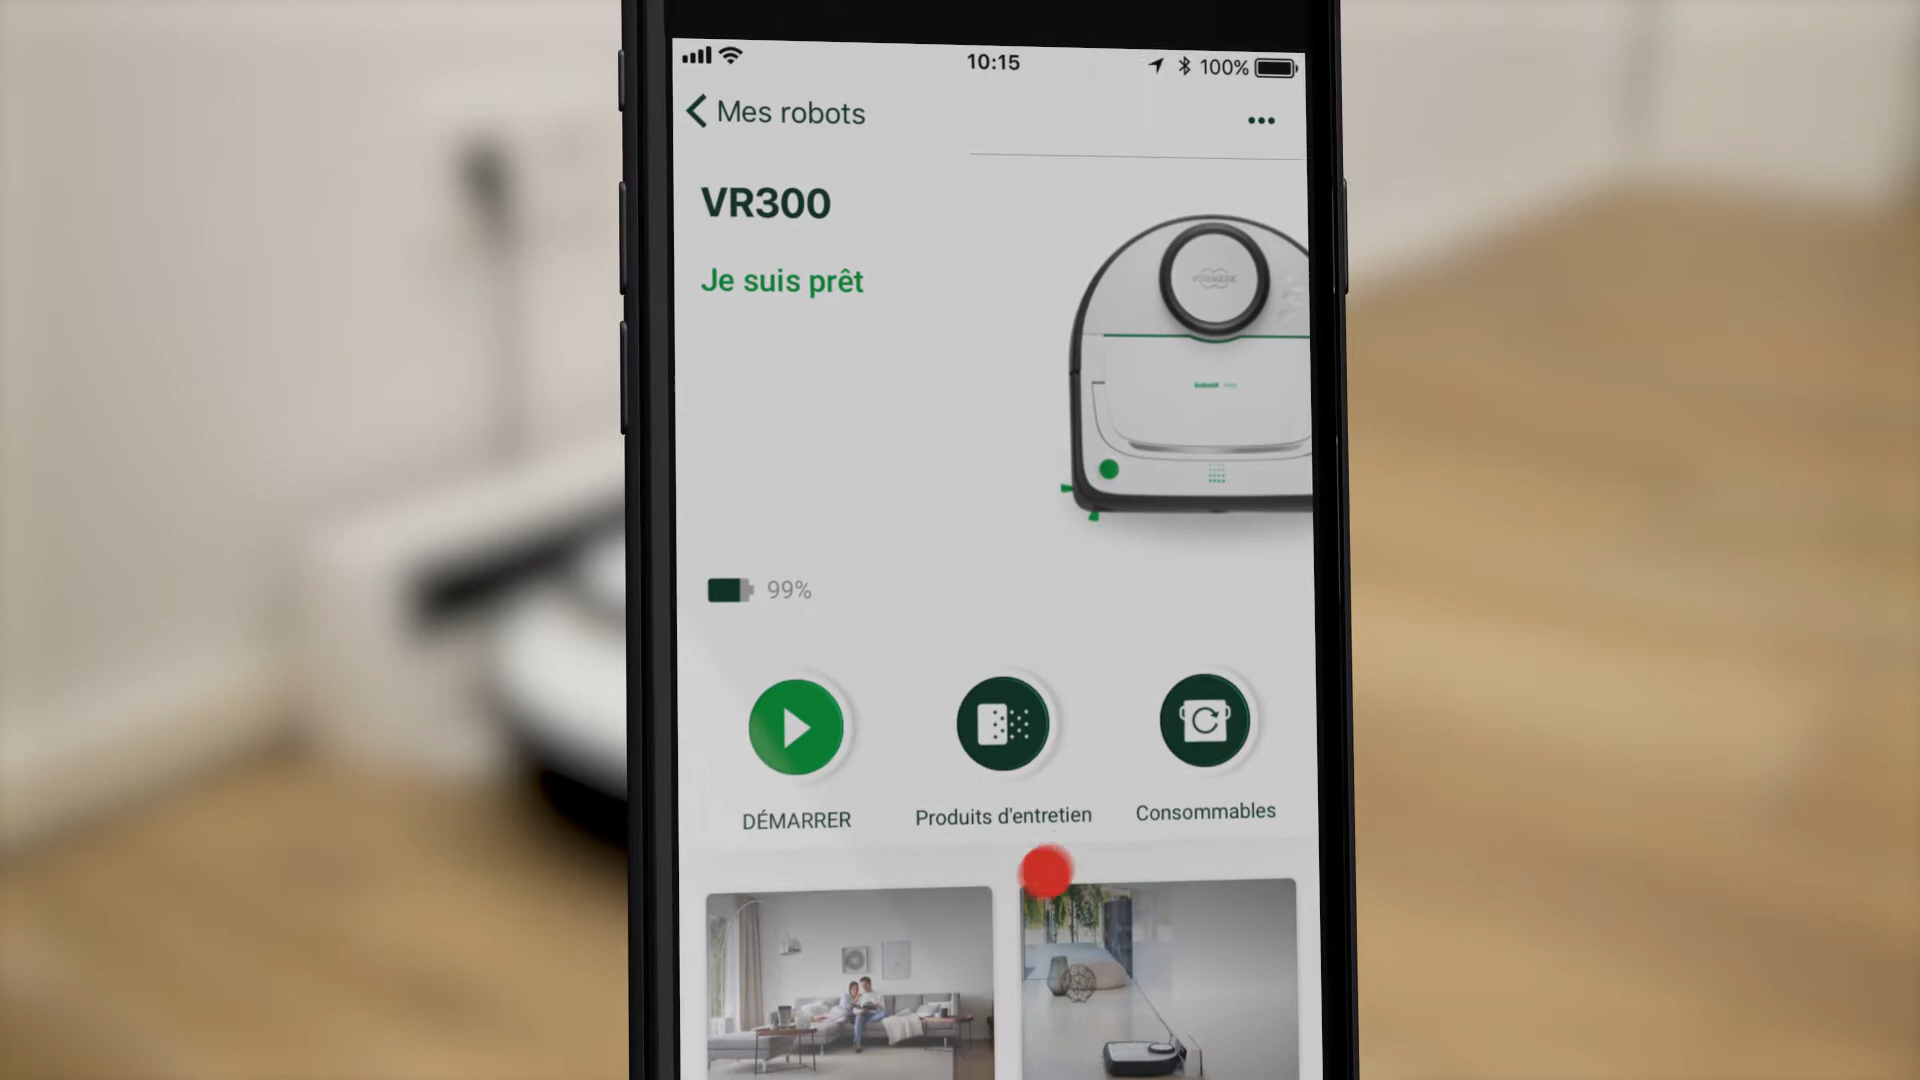 10:15
100%
Mes robots
VR300
Je suis prêt
99%
DÉMARRER
Produits d'entretien
Consommables